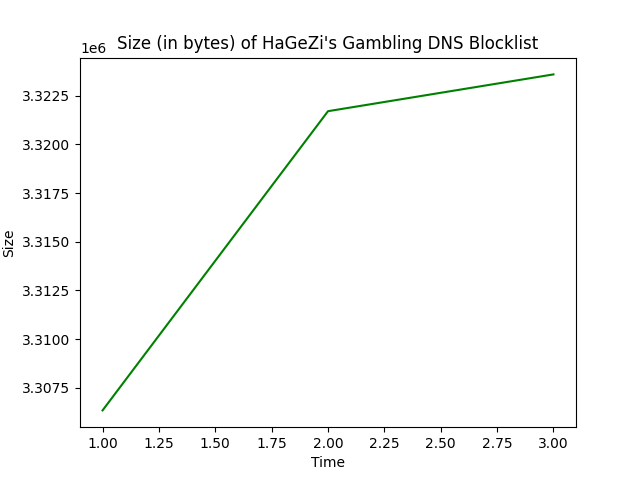 Size (in bytes) of HaGeZi's Gambling DNS Blocklist
1e6
3.3225
3.3200
3.3175
3.3150
3.3125
3.3100
3.3075
Size
1.00 1.25 1.50 1.75 2.00 2.25 2.50 2.75 3.00
Time